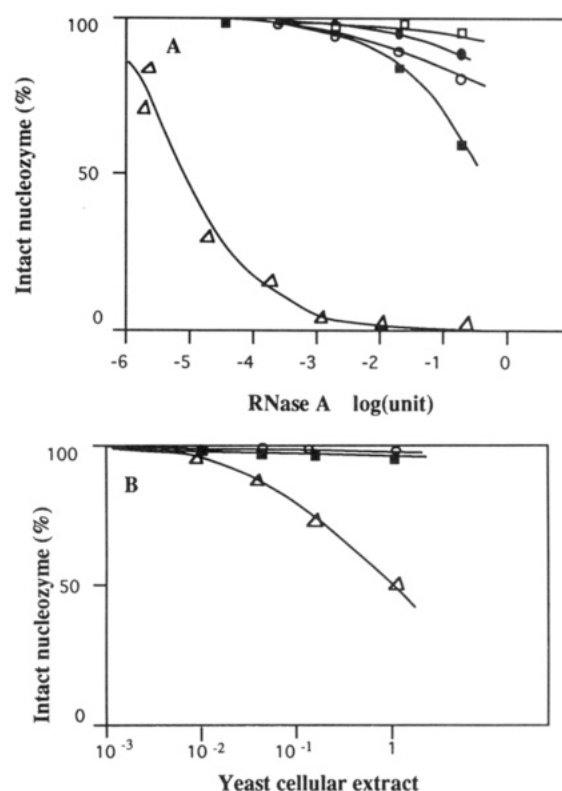 100
A
50
0
Intact nucleozyme (%)
-6 -5 -4 -3 -2 -1 0
RNase A log(unit)
100
B
50
0
Intact nucleozyme (%)
10-3 10-2 10-1 1
Yeast cellular extract